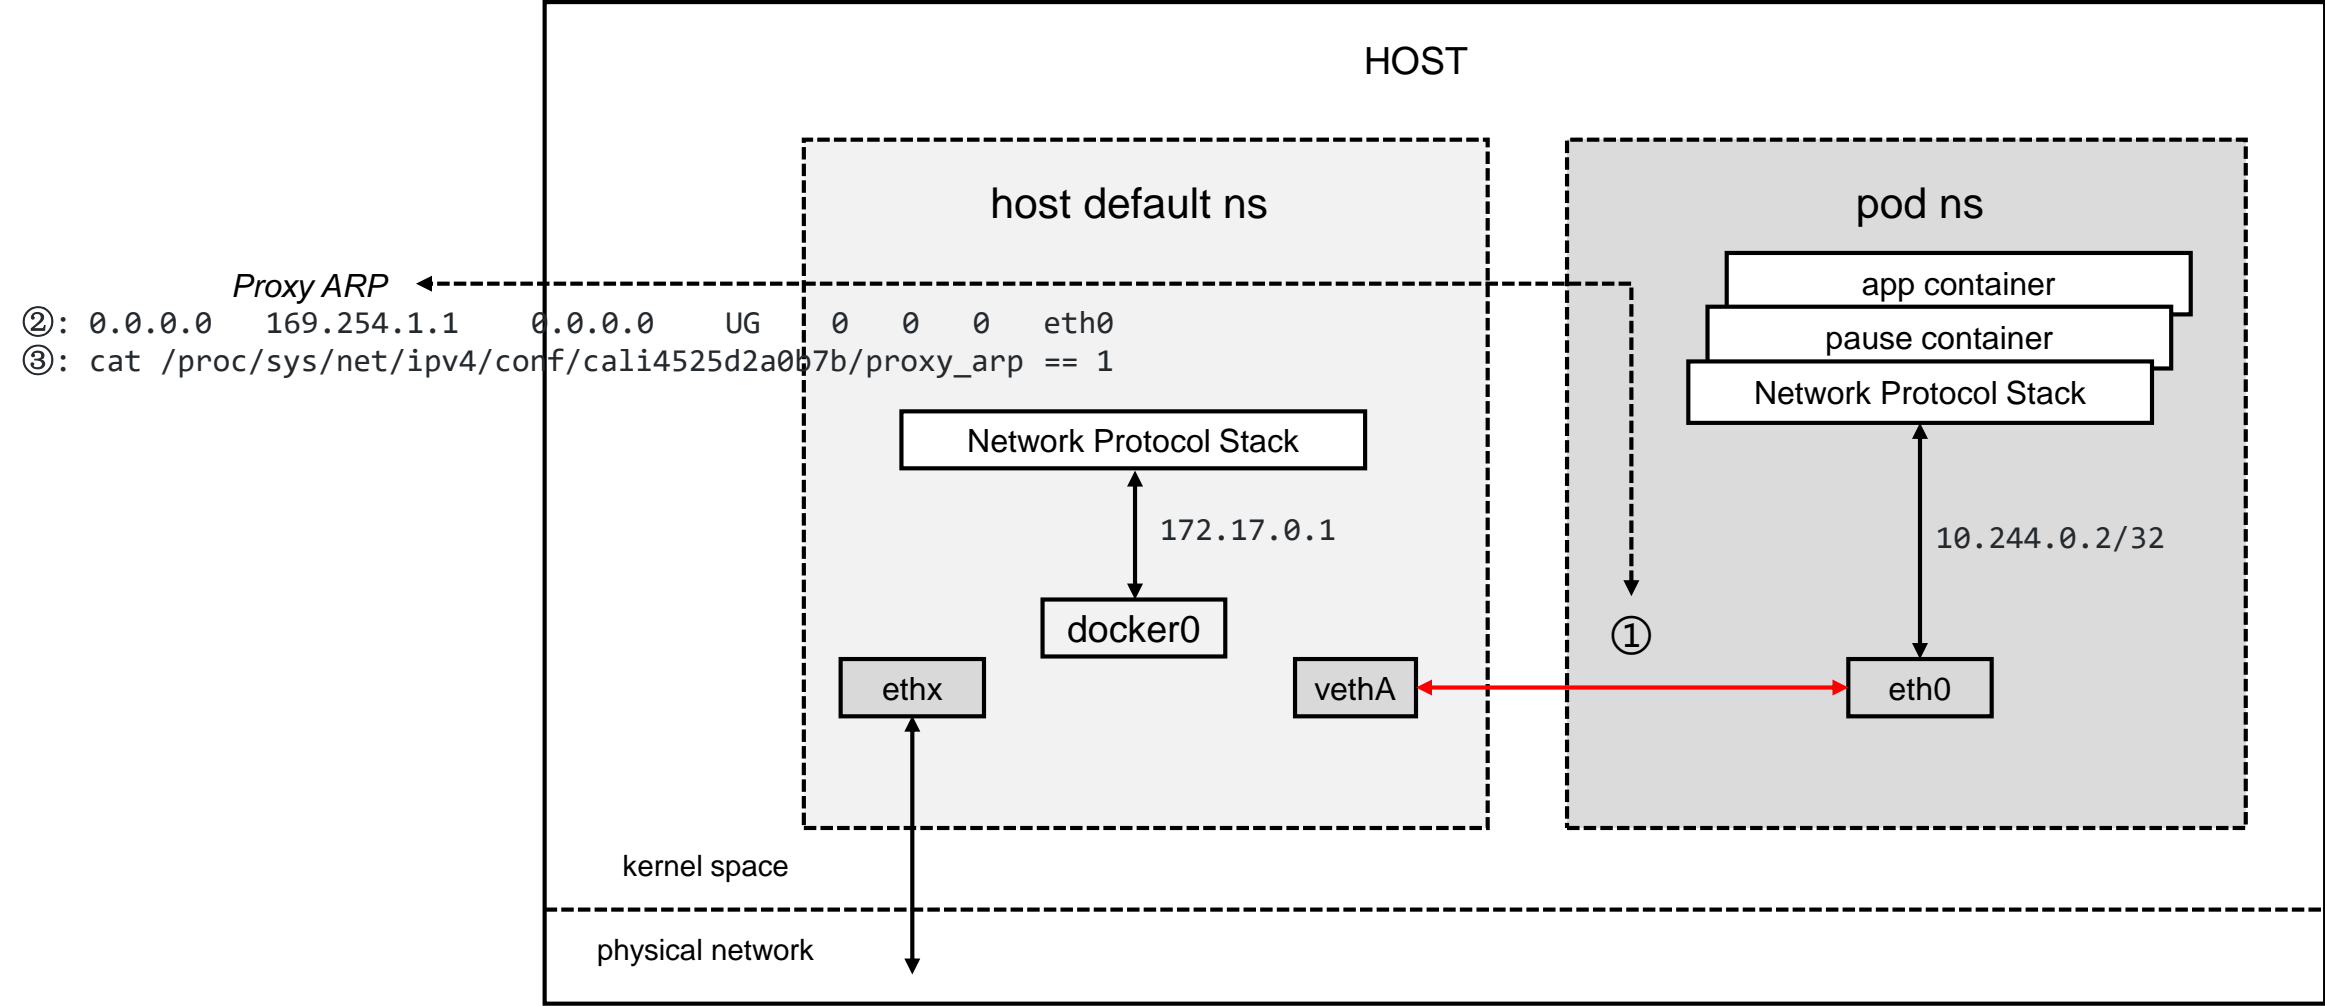 HOST
host default ns
pod ns
Proxy ARP
app container
②: 0.0.0.0 169.254.1.1 0.0.0.0 UG 0 0 0 eth0
pause container
③: cat /proc/sys/net/ipv4/conf/cali4525d2a0b7b/proxy_arp == 1
Network Protocol Stack
Network Protocol Stack
172.17.0.1
10.244.0.2/32
docker0
①
ethx
vethA
eth0
kernel space
physical network